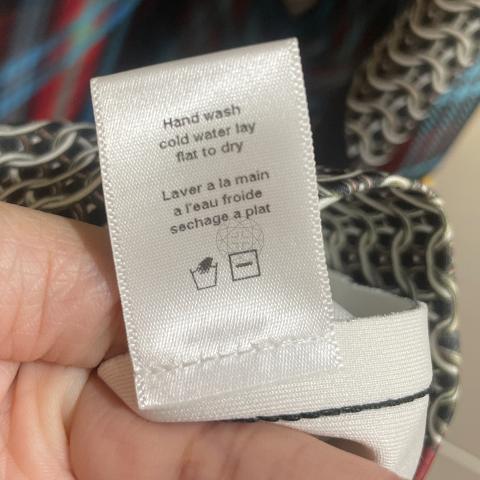 Hand wash
cold water lay
flat to dry
Laver a la main
a l'eau froide
sechage a plat